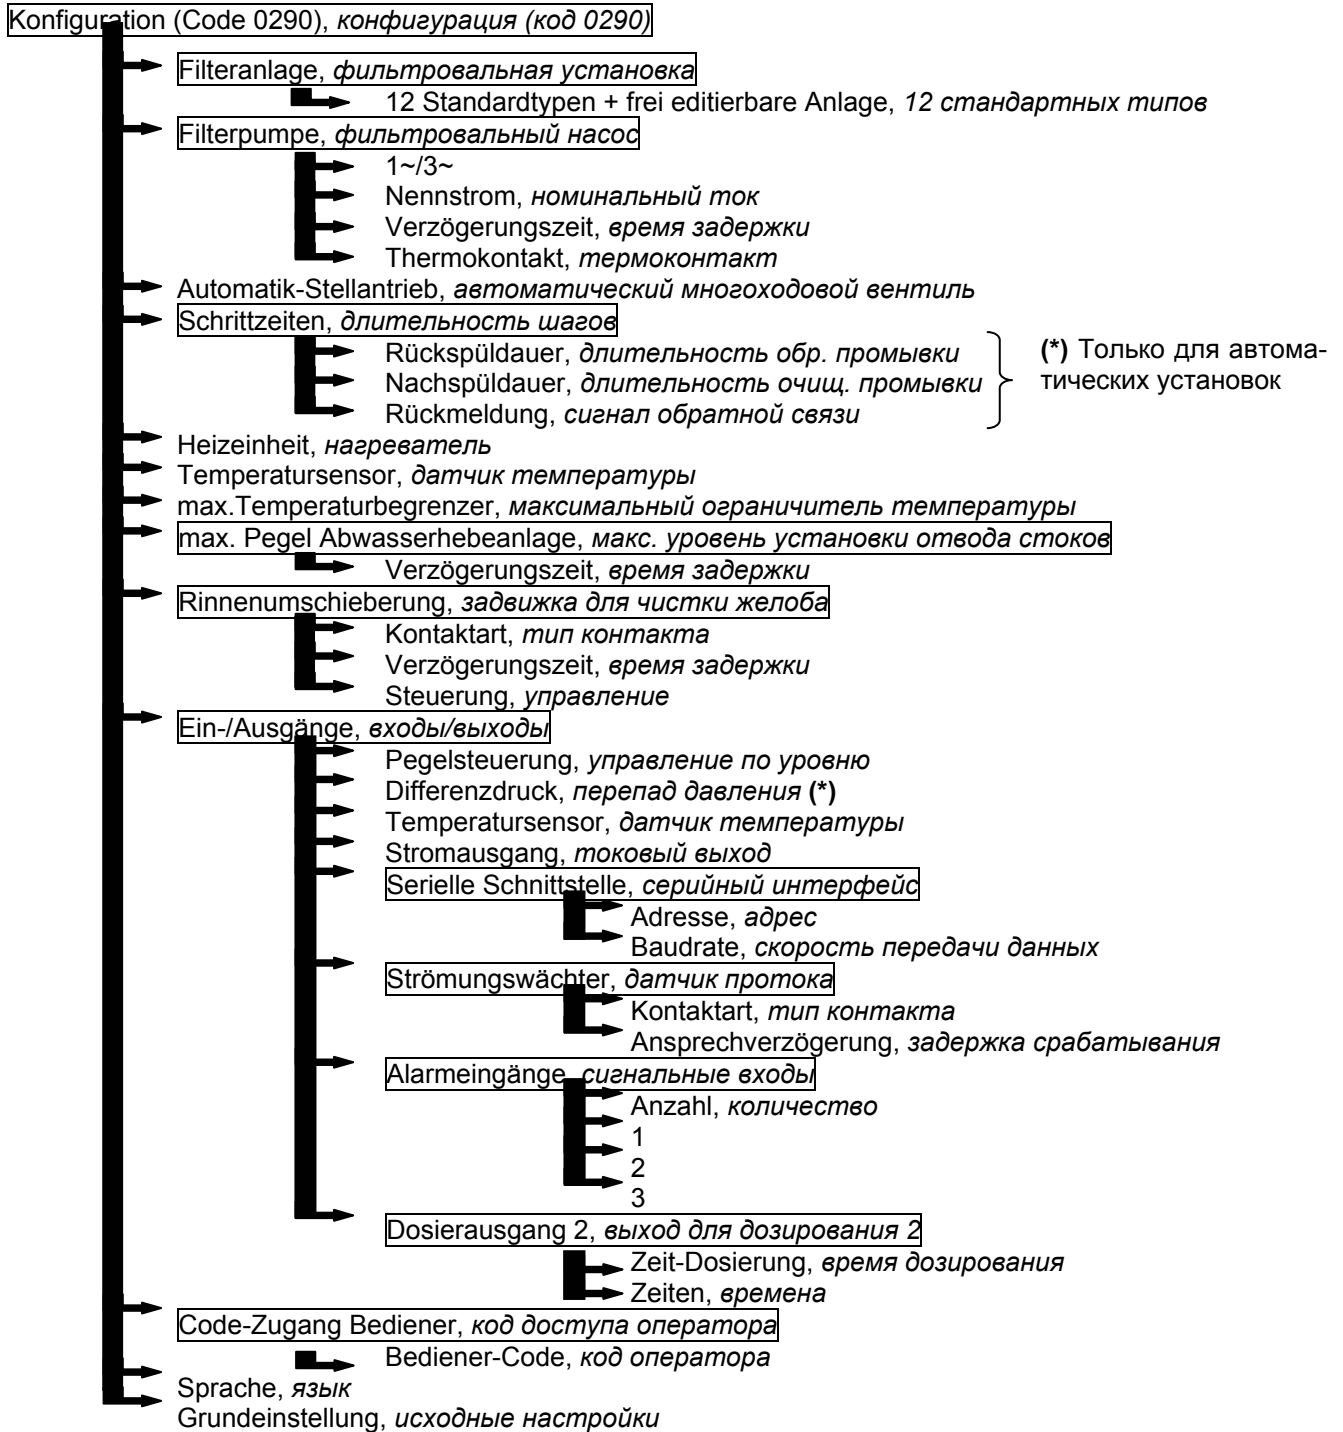 Konfiguration (Code 0290), конфигурация (код 0290)
Filteranlage, фильтровальная установка
12 Standardtypen + frei editierbare Anlage, 12 стандартных типов
Filterpumpe, фильтровальный насос
1~/3~
Nennstrom, номинальный ток
Verzögerungszeit, время задержки
Thermokontakt, термоконтакт
Automatik-Stellantrieb, автоматический многоходовой вентиль
Schrittzeiten, длительность шагов
Rückspüldauer, длительность обр. промывки
Nachspüldauer, длительность очищ. промывки
Rückmeldung, сигнал обратной связи
(*) Только для автома-
тических установок
Heizeinheit, нагреватель
Temperatursensor, датчик температуры
max.Temperaturbegrenzer, максимальный ограничитель температуры
max. Pegel Abwasserhebeanlage, макс. уровень установки отвода стоков
Verzögerungszeit, время задержки
Rinnenumschieberung, задвижка для чистки желоба
Kontaktart, тип контакта
Verzögerungszeit, время задержки
Steuerung, управление
Ein-/Ausgänge, входы/выходы
Pegelsteuerung, управление по уровню
Differenzdruck, перепад давления (*)
Temperatursensor, датчик температуры
Stromausgang, токовый выход
Serielle Schnittstelle, серийный интерфейс
Adresse, адрес
Baudrate, скорость передачи данных
Strömungswächter, датчик протока
Kontaktart, тип контакта
Ansprechverzögerung, задержка срабатывания
Alarmeingänge, сигнальные входы
Anzahl, количество
1
2
3
Dosierausgang 2, выход для дозирования 2
Zeit-Dosierung, время дозирования
Zeiten, времена
Code-Zugang Bediener, код доступа оператора
Bediener-Code, код оператора
Sprache, язык
Grundeinstellung, исходные настройки